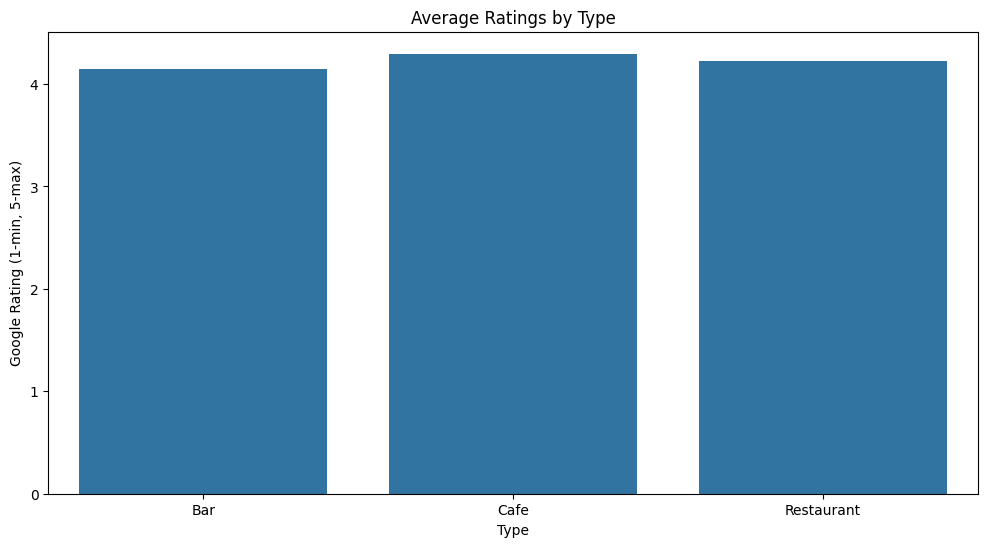 Average Ratings by Type
Google Rating (1-min, 5-max)
4
3
2
1
0
Bar
Cafe
Restaurant
Type